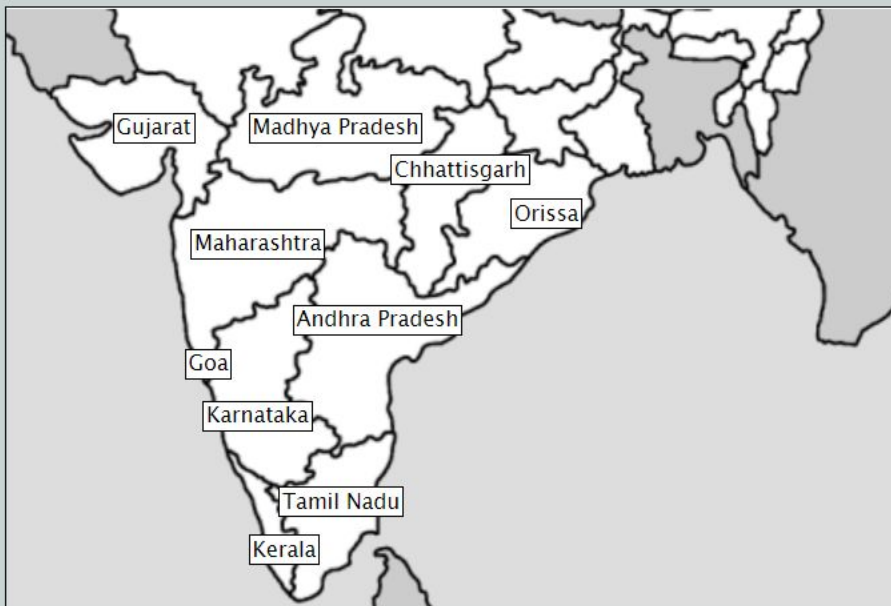 Gujarat
Madhya Pradesh
Chhattisgarh
Orissa
Maharashtra
Andhra Pradesh
Goa
Karnataka
Tamil Nadu
Kerala